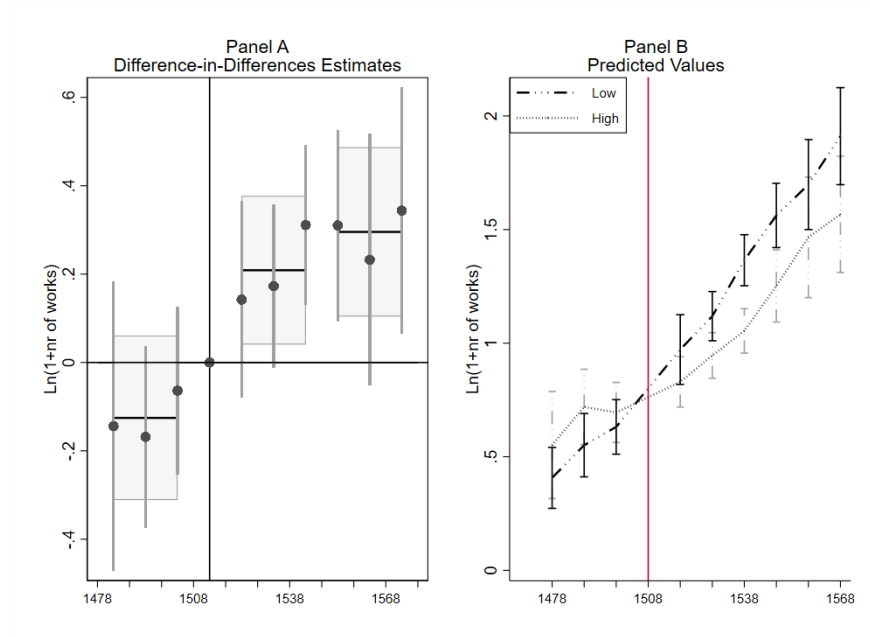 Panel A
Difference-in-Differences Estimates
Ln(1+nr of works)
.6
.4
.2
0
-.2
-.4
1478
1508
1538
1568
Panel B
Predicted Values
Low
High
Ln(1+nr of works)
2
1.5
1
.5
0
1478
1508
1538
1568